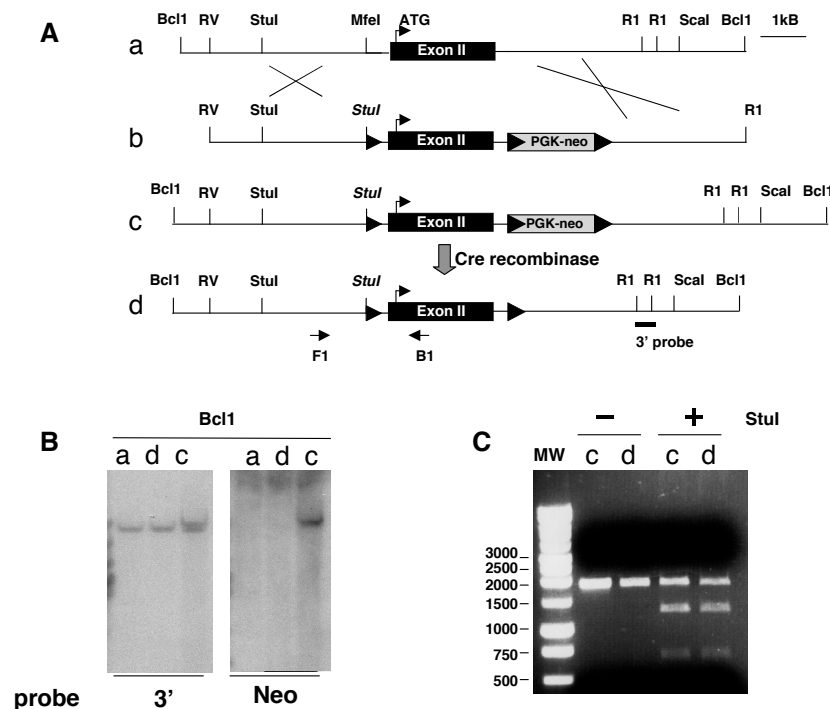 A
Bcl1 RV StuI MfeI ATG R1 R1 ScaI Bcl1 1kB
a Exon II
RV StuI StuI R1
b Exon II PGK-neo
Bcl1 RV StuI StuI R1 R1 ScaI Bcl1
c Exon II PGK-neo
Cre recombinase
Bcl1 RV StuI StuI R1 R1 ScaI Bcl1
d Exon II
F1 B1 3’ probe
B
Bcl1
a d c a d c
probe 3’ Neo
C
− + StuI
MW c d c d
3000
2500
2000
1500
1000
750
500